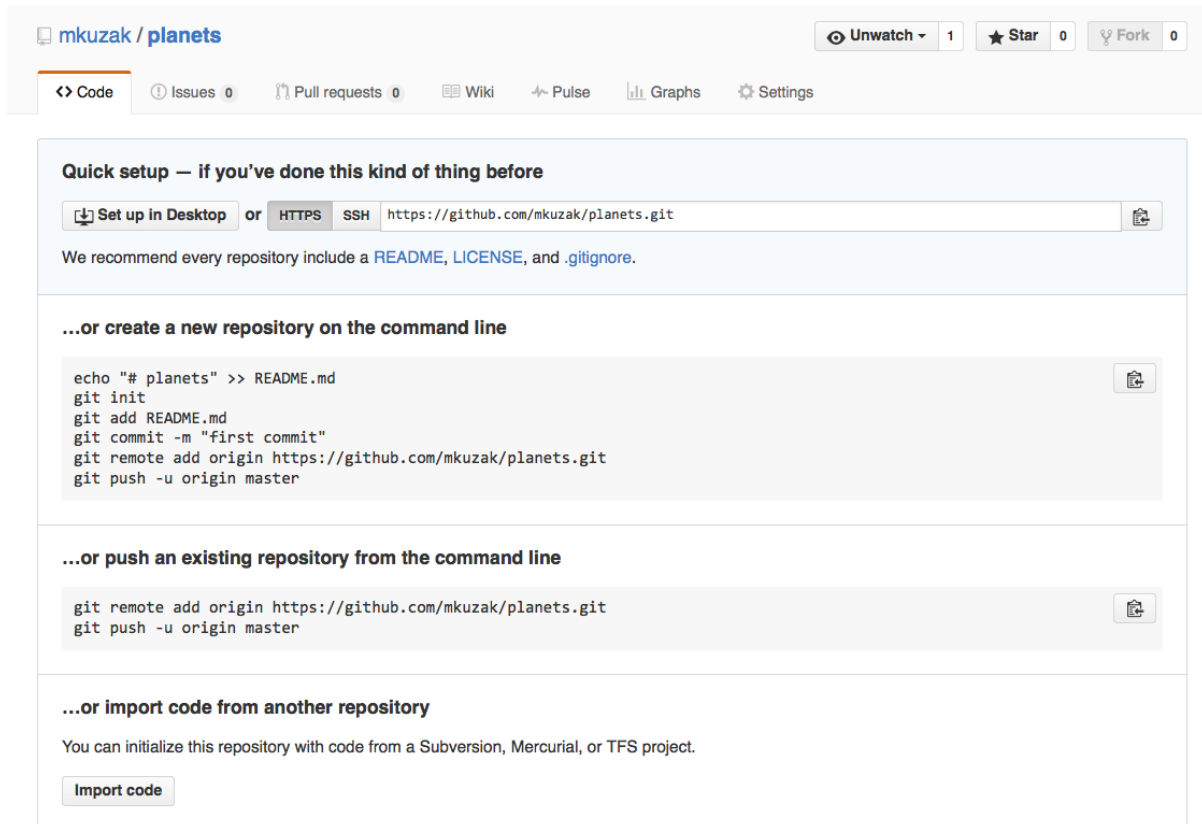 mkuzak / planets
Unwatch 1 Star 0 Fork 0
Code Issues 0 Pull requests 0 Wiki Pulse Graphs Settings
Quick setup — if you’ve done this kind of thing before
Set up in Desktop or HTTPS SSH https://github.com/mkuzak/planets.git
We recommend every repository include a README, LICENSE, and .gitignore.
…or create a new repository on the command line
echo "# planets" >> README.md
git init
git add README.md
git commit -m "first commit"
git remote add origin https://github.com/mkuzak/planets.git
git push -u origin master
…or push an existing repository from the command line
git remote add origin https://github.com/mkuzak/planets.git
git push -u origin master
…or import code from another repository
You can initialize this repository with code from a Subversion, Mercurial, or TFS project.
Import code